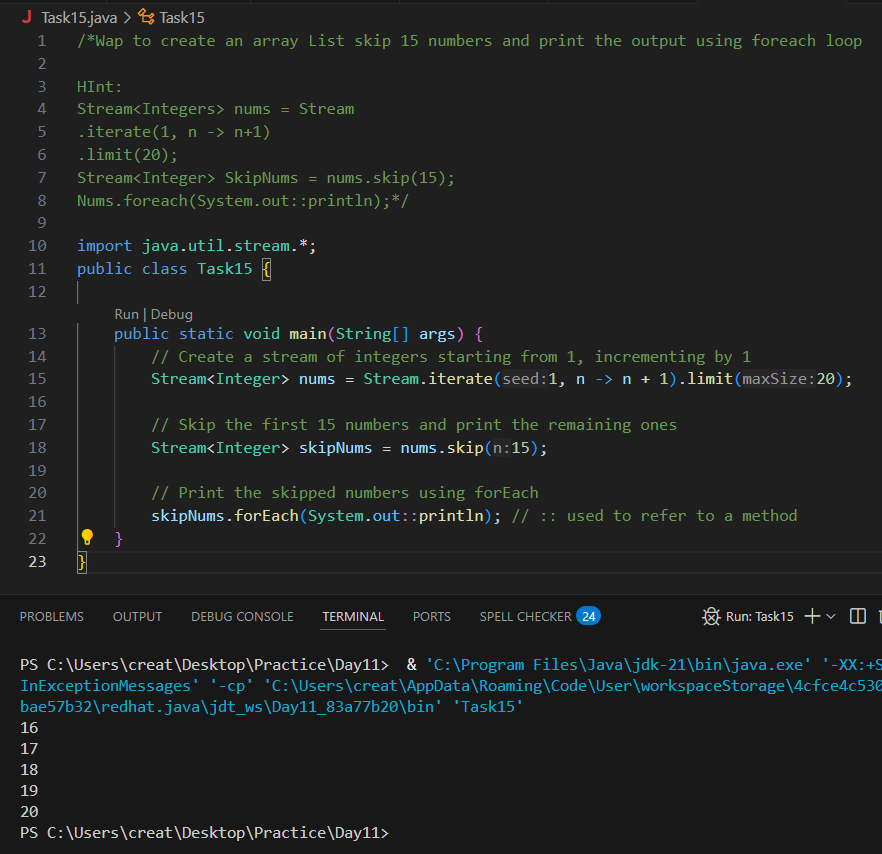 J Task15.java > Task15
1 /*Wap to create an array List skip 15 numbers and print the output using foreach loop
2
3 HInt:
4 Stream<Integers> nums = Stream
5 .iterate(1, n -> n+1)
6 .limit(20);
7 Stream<Integer> SkipNums = nums.skip(15);
8 Nums.foreach(System.out::println);*/
9
10 import java.util.stream.*;
11 public class Task15 {
12
Run | Debug
13 public static void main(String[] args) {
14 // Create a stream of integers starting from 1, incrementing by 1
15 Stream<Integer> nums = Stream.iterate(seed:1, n -> n + 1).limit(maxSize:20);
16
17 // Skip the first 15 numbers and print the remaining ones
18 Stream<Integer> skipNums = nums.skip(n:15);
19
20 // Print the skipped numbers using forEach
21 skipNums.forEach(System.out::println); // :: used to refer to a method
22 }
23 }
PROBLEMS OUTPUT DEBUG CONSOLE TERMINAL PORTS SPELL CHECKER 24 Run: Task15
PS C:\Users\creat\Desktop\Practice\Day11> & 'C:\Program Files\Java\jdk-21\bin\java.exe' '-XX:+S
InExceptionMessages' '-cp' 'C:\Users\creat\AppData\Roaming\Code\User\workspaceStorage\4cfce4c530
bae57b32\redhat.java\jdt_ws\Day11_83a77b20\bin' 'Task15'
16
17
18
19
20
PS C:\Users\creat\Desktop\Practice\Day11>